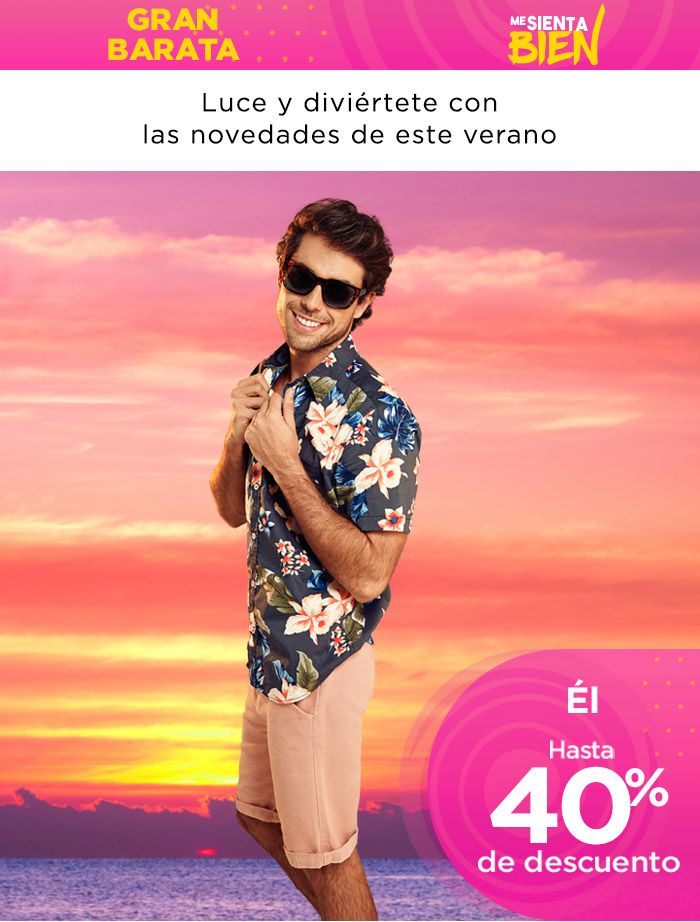 GRAN
BARATA
ME SIENTA
BIEN
Luce y diviértete con
las novedades de este verano
Él
Hasta
40%
de descuento